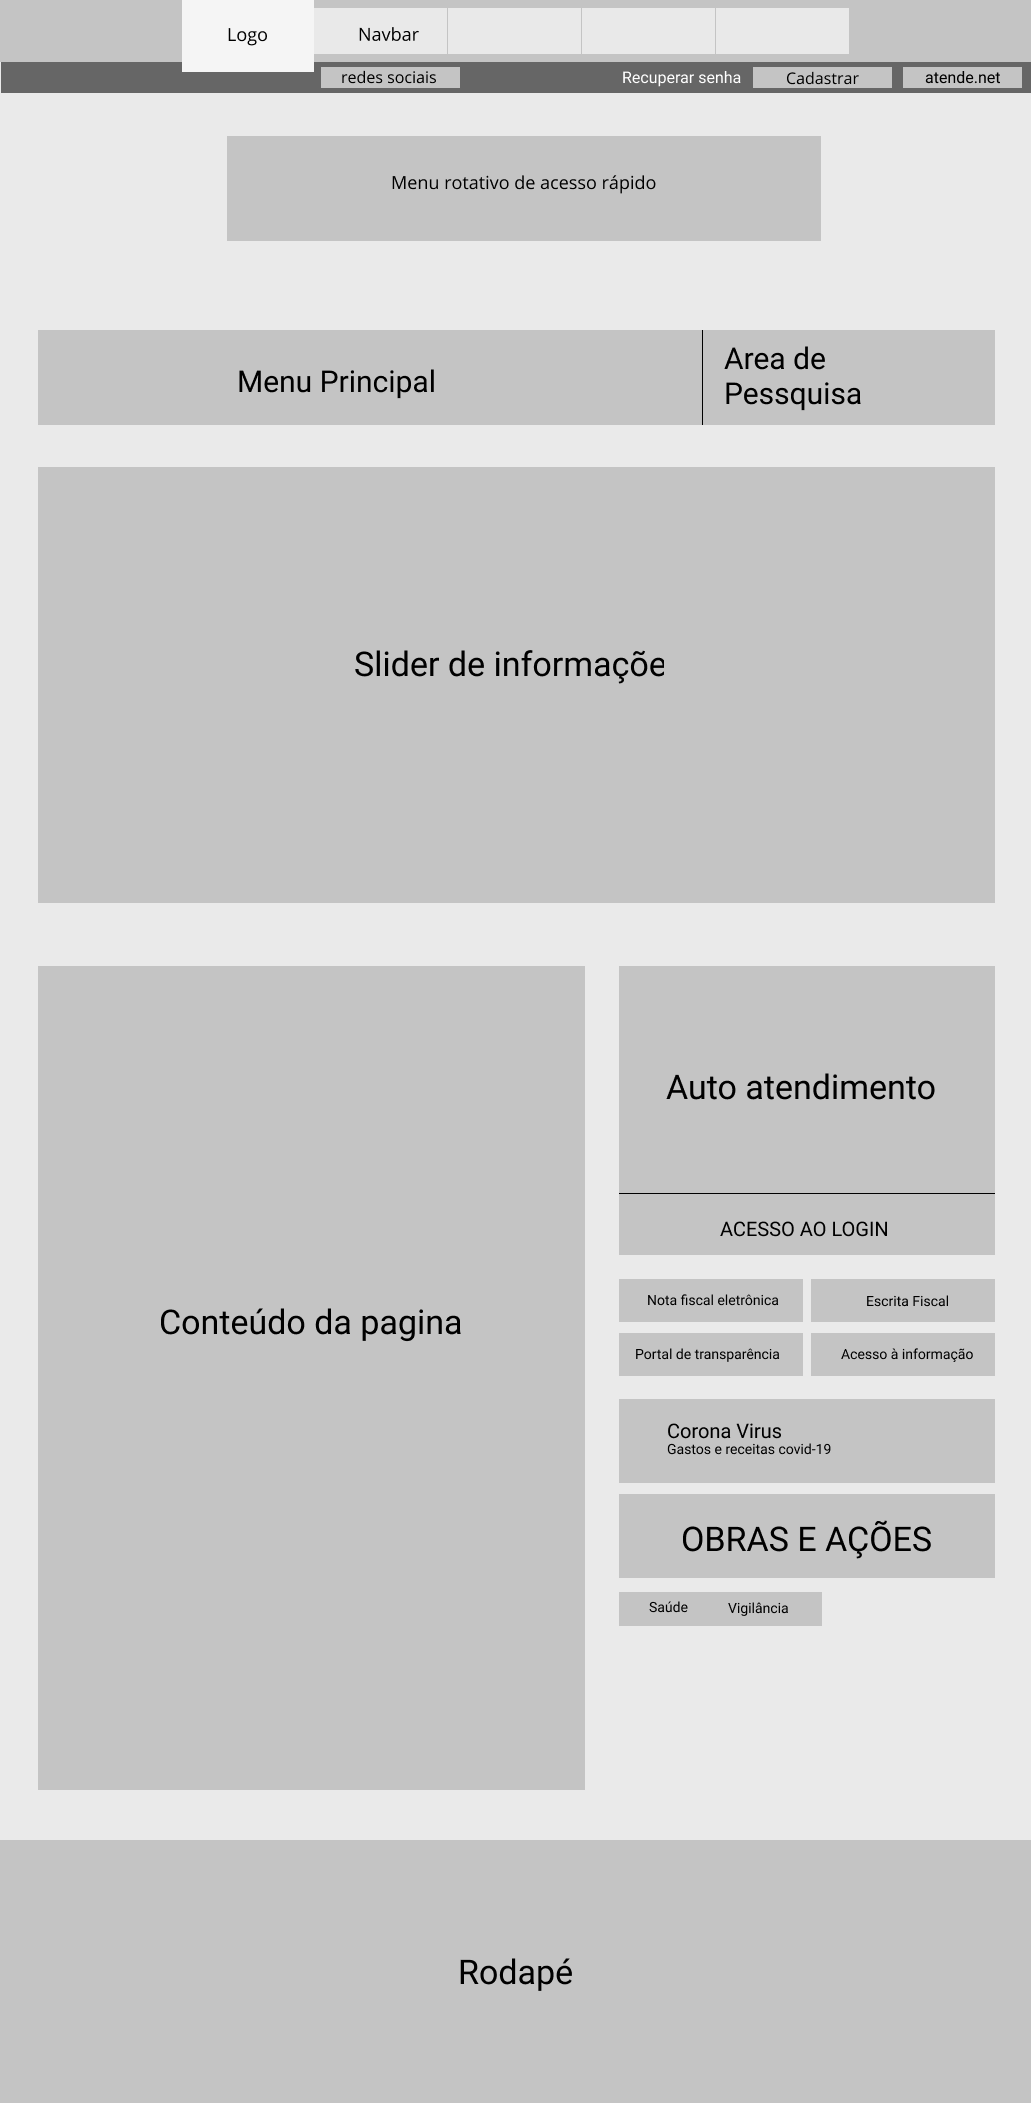 Logo
Navbar
redes sociais
Recuperar senha
Cadastrar
atende.net
Menu rotativo de acesso rápido
Menu Principal
Area de
Pessquisa
Slider de informaçõe
Conteúdo da pagina
Auto atendimento
ACESSO AO LOGIN
Nota fiscal eletrônica
Escrita Fiscal
Portal de transparência
Acesso à informação
Corona Virus
Gastos e receitas covid-19
OBRAS E AÇÕES
Saúde
Vigilância
Rodapé